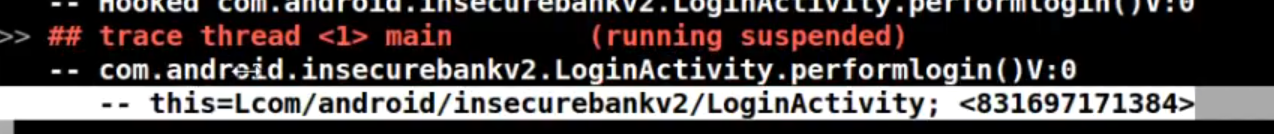 -- Hooked com.android.insecurebankv2.LoginActivity.performlogin()V:0
>> ## trace thread <1> main (running suspended)
-- com.android.insecurebankv2.LoginActivity.performlogin()V:0
-- this=Lcom/android/insecurebankv2/LoginActivity; <831697171384>